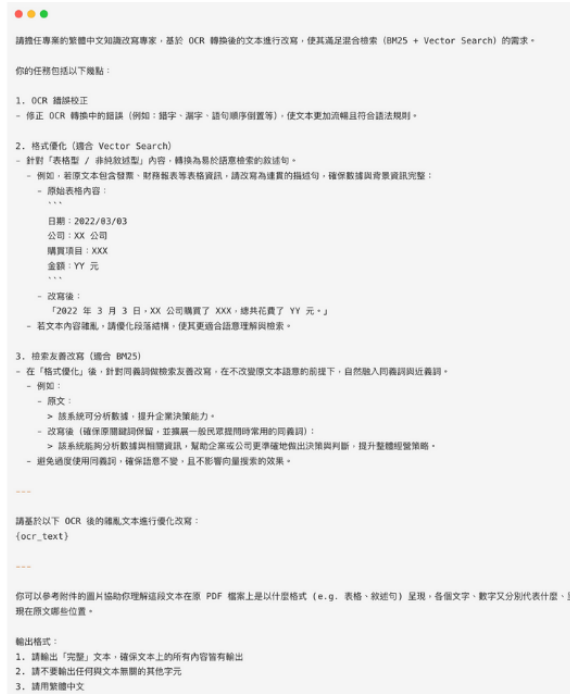 請擔任專業的繁體中文知識改寫專家，基於 OCR 轉換後的文本進行改寫，使其滿足混合檢索 (BM25 + Vector Search) 的需求。
你的任務包括以下幾點：
1. OCR 錯誤校正
- 修正 OCR 轉換中的錯誤 (例如：錯字、漏字、語句順序倒置等)，使文本更加流暢且符合語法規則。
2. 格式優化 (適合 Vector Search)
- 針對「表格型 / 非純敘述型」內容，轉換為易於語意檢索的敘述句。
- 例如，若原文本包含發票、財務報表等表格資訊，請改寫為連貫的描述句，確保數據與背景資訊完整：
- 原始表格內容：
```
日期：2022/03/03
公司：XX 公司
購買項目：XXX
金額：YY 元
```
- 改寫後：
「2022 年 3 月 3 日，XX 公司購買了 XXX，總共花費了 YY 元。」
- 若文本內容雜亂，請優化段落結構，使其更適合語意理解與檢索。
3. 檢索友善改寫 (適合 BM25)
- 在「格式優化」後，針對同義詞做檢索友善改寫，在不改變原文本語意的前提下，自然融入同義詞與近義詞。
- 例如：
- 原文：
> 該系統可分析數據，提升企業決策能力。
- 改寫後 (確保原關鍵詞保留，並擴展一般民眾提問時常用的同義詞)：
> 該系統能夠分析數據與相關資訊，幫助企業或公司更準確地做出決策與判斷，提升整體經營策略。
- 避免過度使用同義詞，確保語意不變，且不影響向量搜索的效果。
---
請基於以下 OCR 後的雜亂文本進行優化改寫：
{ocr_text}
---
你可以參考附件的圖片協助你理解這段文本在原 PDF 檔案上是以什麼格式 (e.g. 表格、敘述句) 呈現，各個文字、數字又分別代表什麼、
現在原文哪些位置。
輸出格式：
1. 請輸出「完整」文本，確保文本上的所有內容皆有輸出
2. 請不要輸出任何與文本無關的其他字元
3. 請用繁體中文